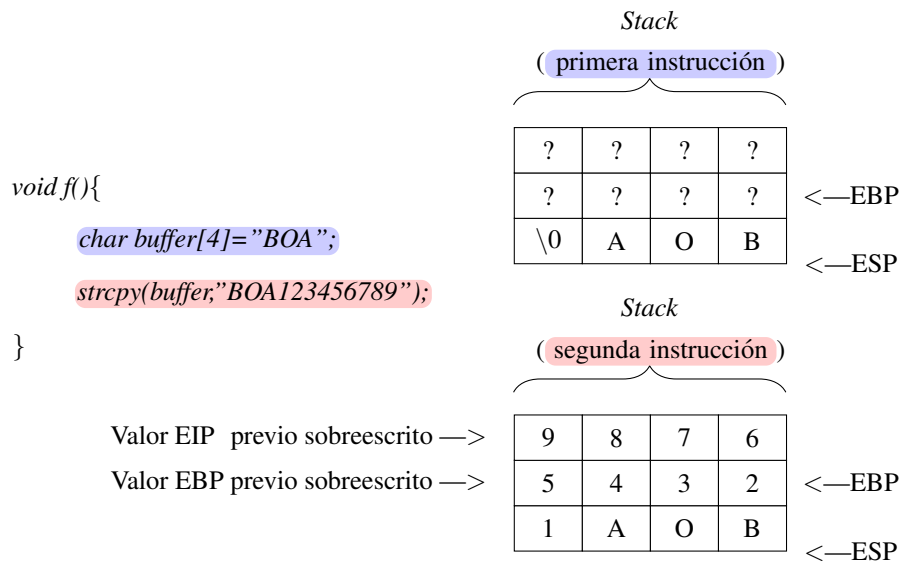 Stack
( primera instrucción )
? ? ? ?
? ? ? ? <—EBP
\0 A O B
<—ESP
void f(){
char buffer[4]=”BOA”;
strcpy(buffer,”BOA123456789”);
}
Stack
( segunda instrucción )
Valor EIP previo sobreescrito —> 9 8 7 6
Valor EBP previo sobreescrito —> 5 4 3 2 <—EBP
1 A O B
<—ESP